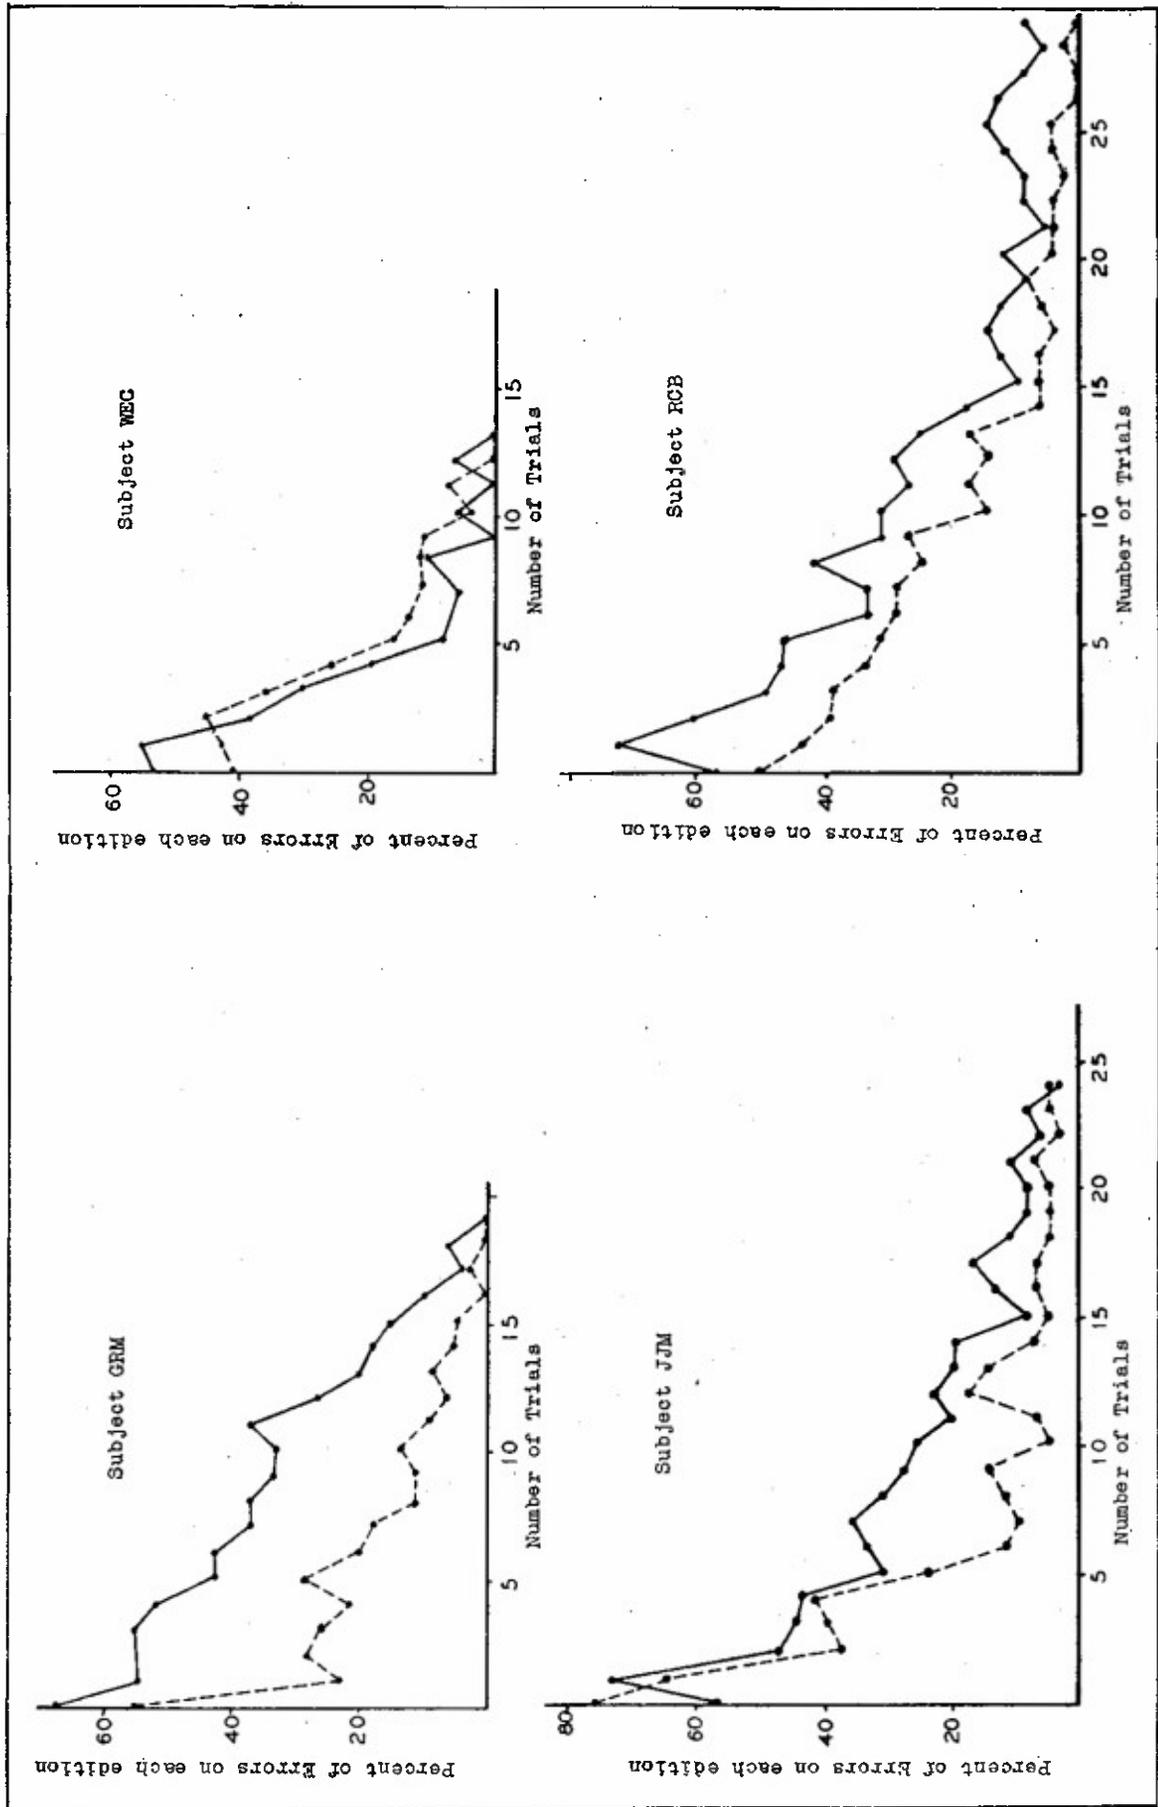 Subject GRM
Percent of Errors on each edition
60
40
20
5
10
15
Number of Trials
Subject WEC
Percent of Errors on each edition
60
40
20
5
10
15
Number of Trials
Subject JJM
Percent of Errors on each edition
80
60
40
20
5
10
15
20
25
Number of Trials
Subject RCB
Percent of Errors on each edition
60
40
20
5
10
15
20
25
Number of Trials